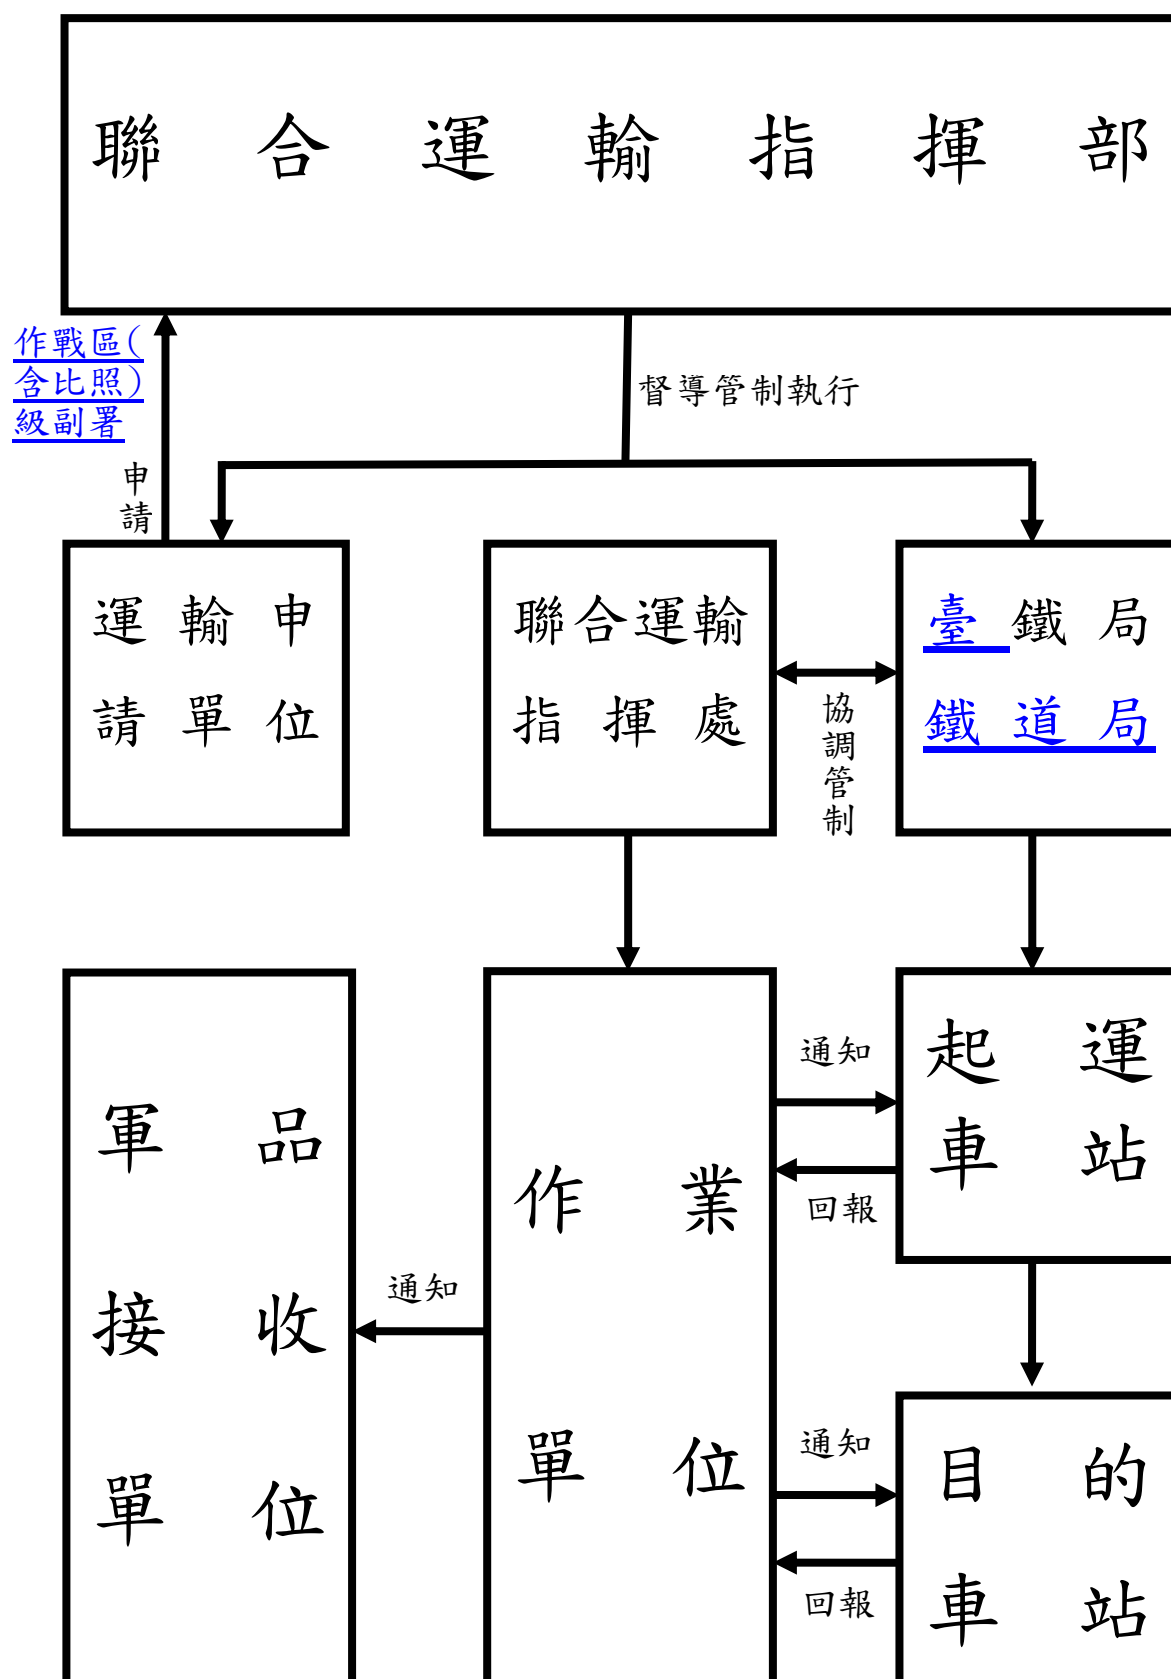 聯合運輸指揮部
作戰區(
含比照)
級副署
督導管制執行
申
請
運輸申
請單位
聯合運輸
指揮處
協
調
管
制
臺鐵局
鐵道局
軍品
接收
單位
通知
作業
單位
通知
回報
起運
車站
通知
回報
目的
車站